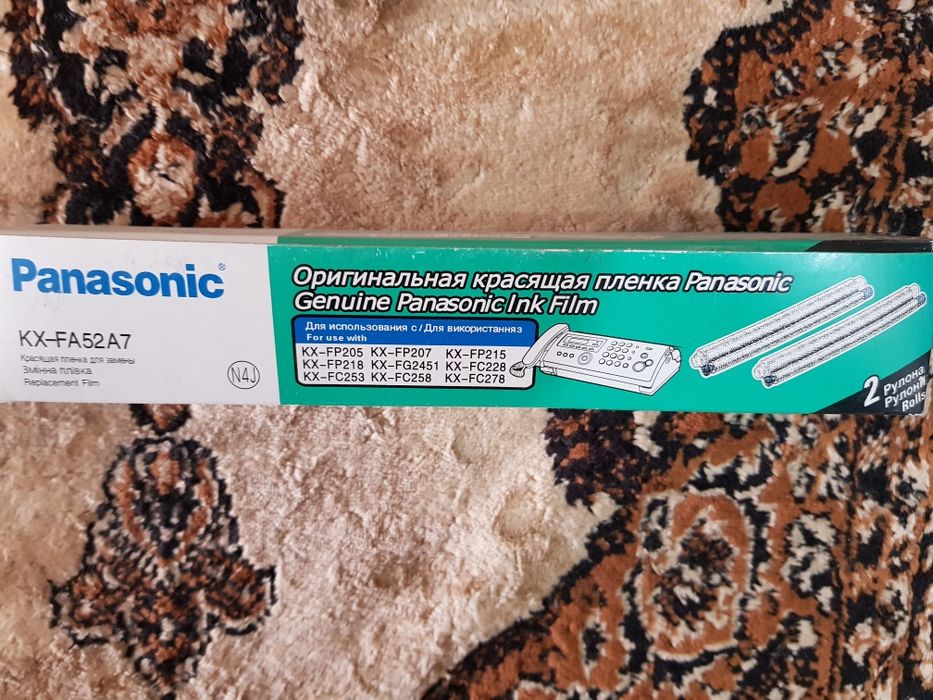 Panasonic®
KX-FA52A7
Красящая пленка для замены
Змінна плівка
Replacement Film
N4J
Оригинальная красящая пленка Panasonic
Genuine Panasonic Ink Film
Для использования с / Для використанняз
For use with
KX-FP205 KX-FP207 KX-FP215
KX-FP218 KX-FG2451 KX-FC228
KX-FC253 KX-FC258 KX-FC278
2 Рулона
Рулони
Rolls